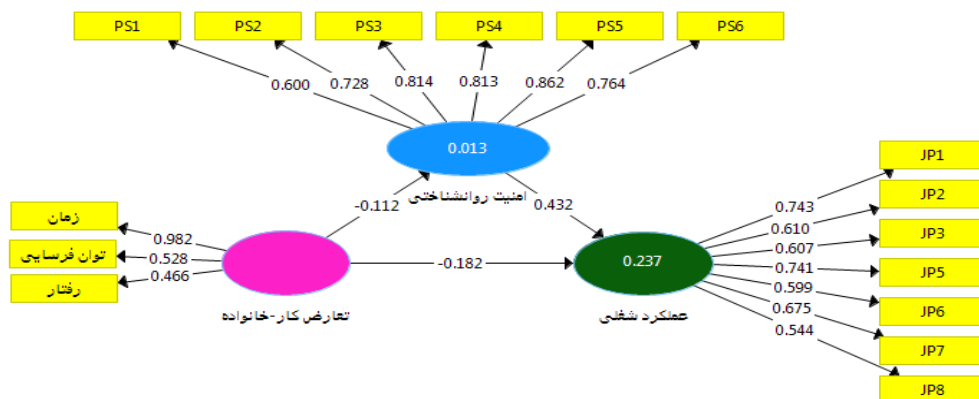 PS1 PS2 PS3 PS4 PS5 PS6
0.600 0.728 0.814 0.813 0.862 0.764
0.013
امنیت روانشناختی
-0.112 0.432
زمان
توان فرسایی
رفتار
0.982
0.528
0.466
تعارض کار-خانواده
-0.182
0.237
عملکرد شغلی
0.743
0.610
0.607
0.741
0.599
0.675
0.544
JP1
JP2
JP3
JP5
JP6
JP7
JP8